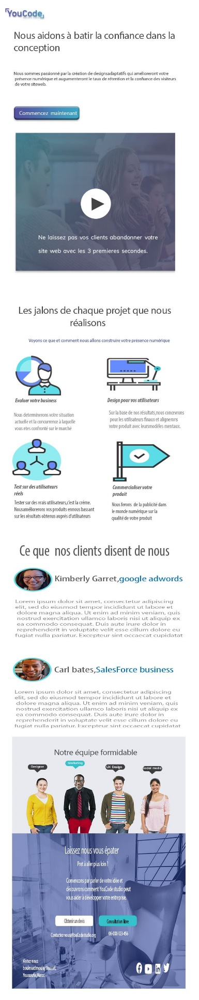 YouCode
Nous aidons à batir la confiance dans la
conception
Nous sommes passionné par la création de designsadaptatifs qui amélioreront votre
présence numérique et augumenteront le taux de rétention et la confiance des visiteurs
de votre siteweb.
Commencez maintenant
Ne laissez pas vos clients abandonner votre
site web avec les 3 premieres secondes.
Les jalons de chaque projet que nous
réalisons
Voyons ce que et comment nous allons construire votre présence numérique
Evaluer votre business
Nous determinerons votre situation
actuelle et la concurrence à laquelle
vous etes confronté sur le marché
Design pour vos utilisateurs
Sur la base de nos résultats,nous concevrons
pour les utilisateurs finaux et alignerons
votre produit avec leursmodéles mentaux.
Test sur des utilisateurs
réels
Tester sur des vrais utilisateurs,c'est la créme.
Nousaméliorerons vos produits ennous bassant
sur les résultats obtenus auprés d'utilisateurs
Commercialiser votre
produit
Nous ferons de la publicité dans
le monde numérique sur la
qualité de votre produit
Ce que nos clients disent de nous
Kimberly Garret,google adwords
Lorem ipsum dolor sit amet, consectetur adipiscing
elit, sed do eiusmod tempor incididunt ut labore et
dolore magna aliqua. Ut enim ad minim veniam, quis
nostrud exercitation ullamco laboris nisi ut aliquip ex
ea commodo consequat. Duis aute irure dolor in
reprehenderit in voluptate velit esse cillum dolore eu
fugiat nulla pariatur. Excepteur sint occaecat cupidatat
Carl bates,SalesForce business
Lorem ipsum dolor sit amet, consectetur adipiscing
elit, sed do eiusmod tempor incididunt ut labore et
dolore magna aliqua. Ut enim ad minim veniam, quis
nostrud exercitation ullamco laboris nisi ut aliquip ex
ea commodo consequat. Duis aute irure dolor in
reprehenderit in voluptate velit esse cillum dolore eu
fugiat nulla pariatur. Excepteur sint occaecat cupidatat
Notre équipe formidable
Designer
Marketing
UX Design
Social media
Laissez nous vous épater
Pret à aller plus loin ?
Comencons par parler de votre idée et
découvrons comment YouCode studio peut
vous aider à développer votre entreprise.
Obtenir un devis
Consultation libre
Contactez-nous@YouCodestudio.org
06-000-123-456
Visitez-nous:
boulevard moulay Youssef,
Youssoufia,Maroc